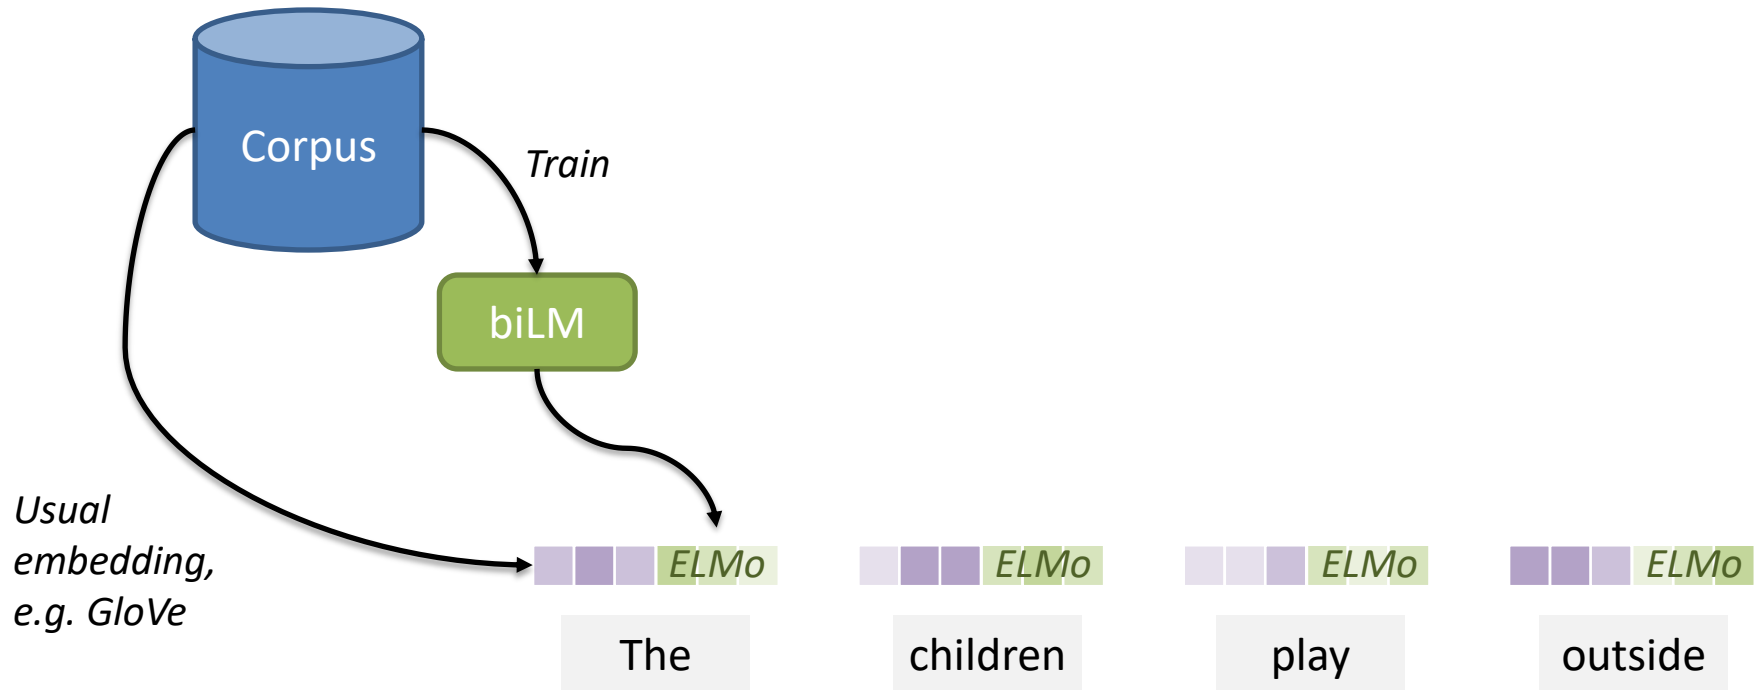 Corpus
Train
biLM
Usual
embedding,
e.g. GloVe
ELMo ELMo ELMo ELMo
The children play outside